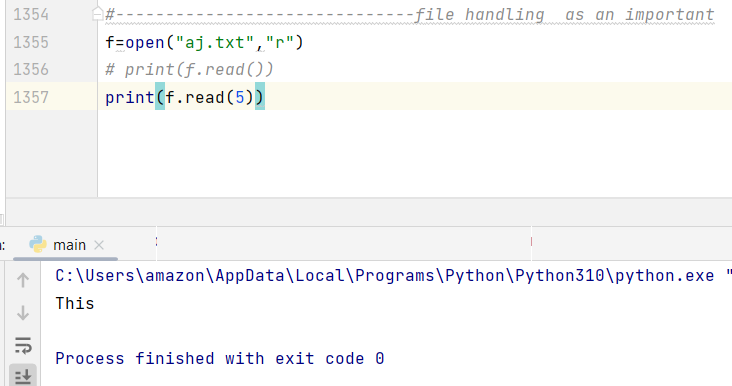 1354 #------------------------------file handling  as an important
1355 f=open("aj.txt","r")
1356 # print(f.read())
1357 print(f.read(5))
main ×
C:\Users\amazon\AppData\Local\Programs\Python\Python310\python.exe "
This
Process finished with exit code 0